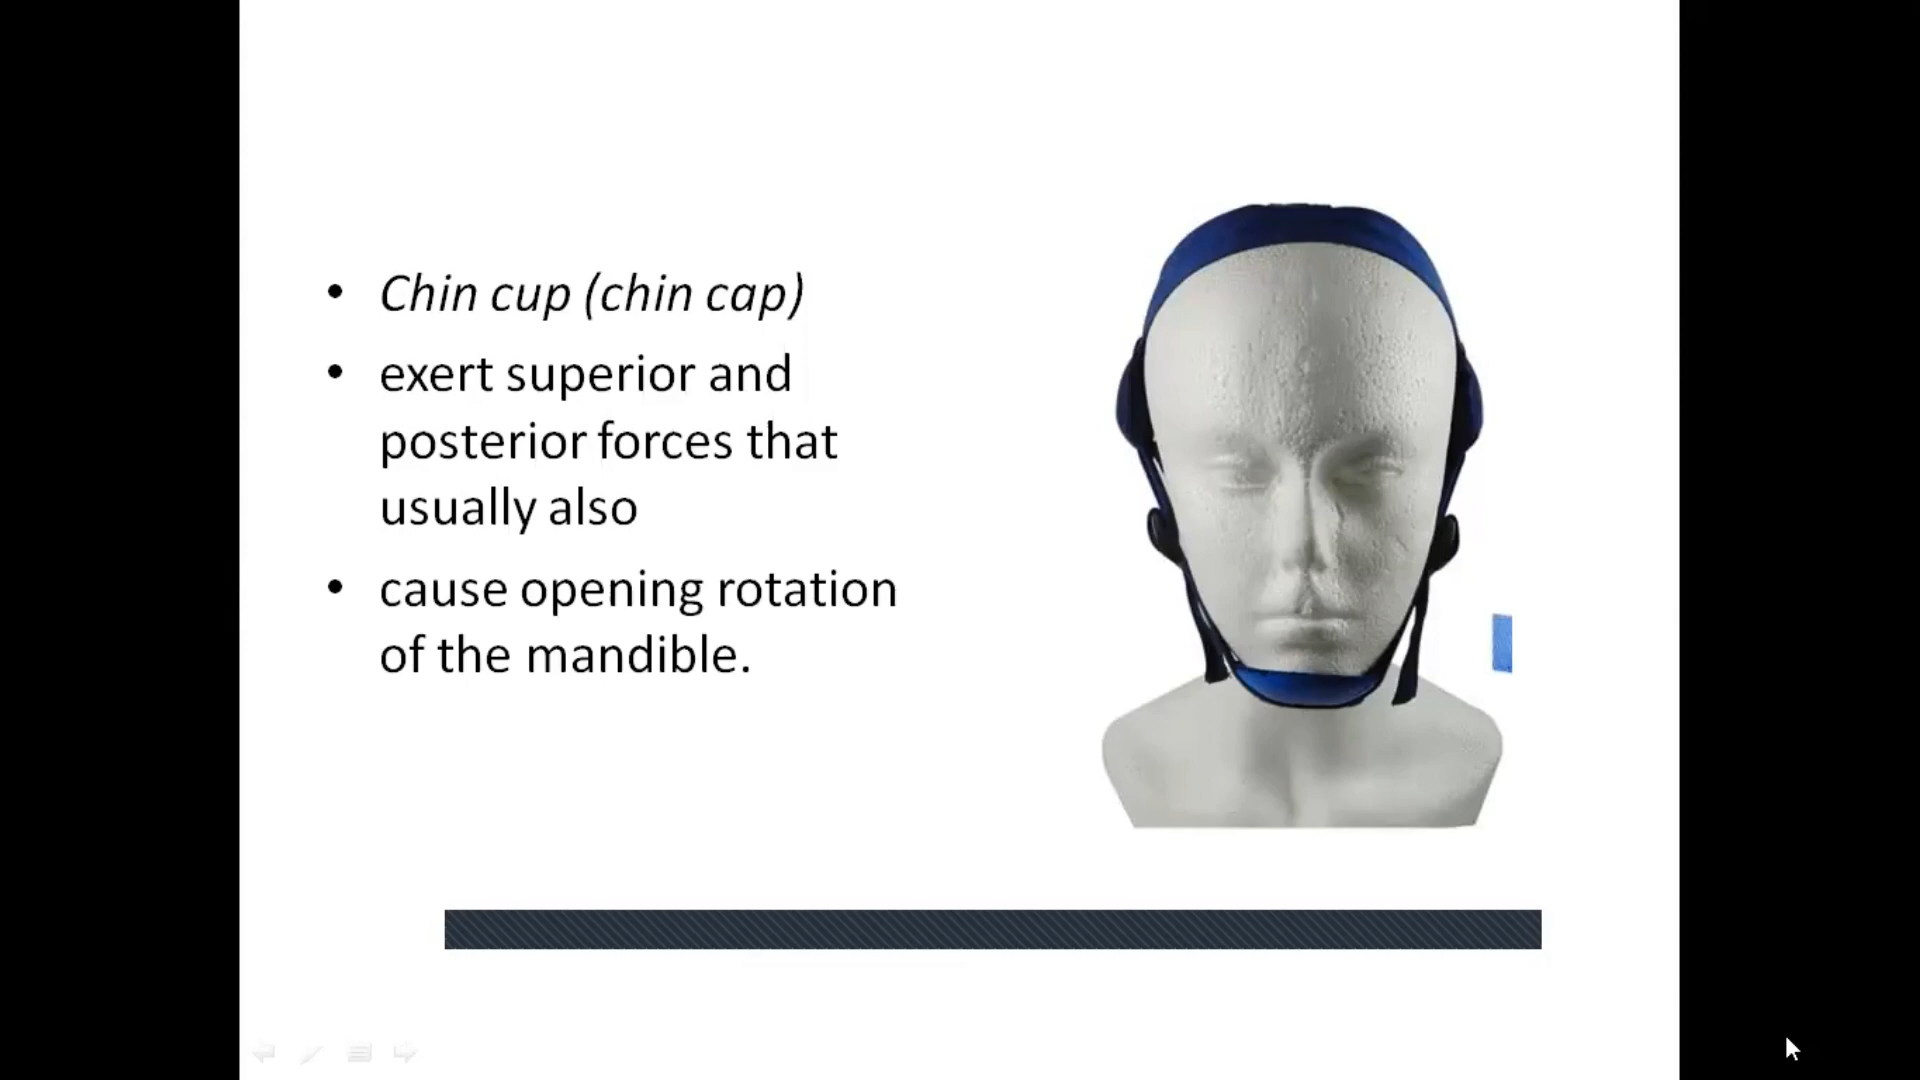 • Chin cup (chin cap)
• exert superior and
posterior forces that
usually also
• cause opening rotation
of the mandible.